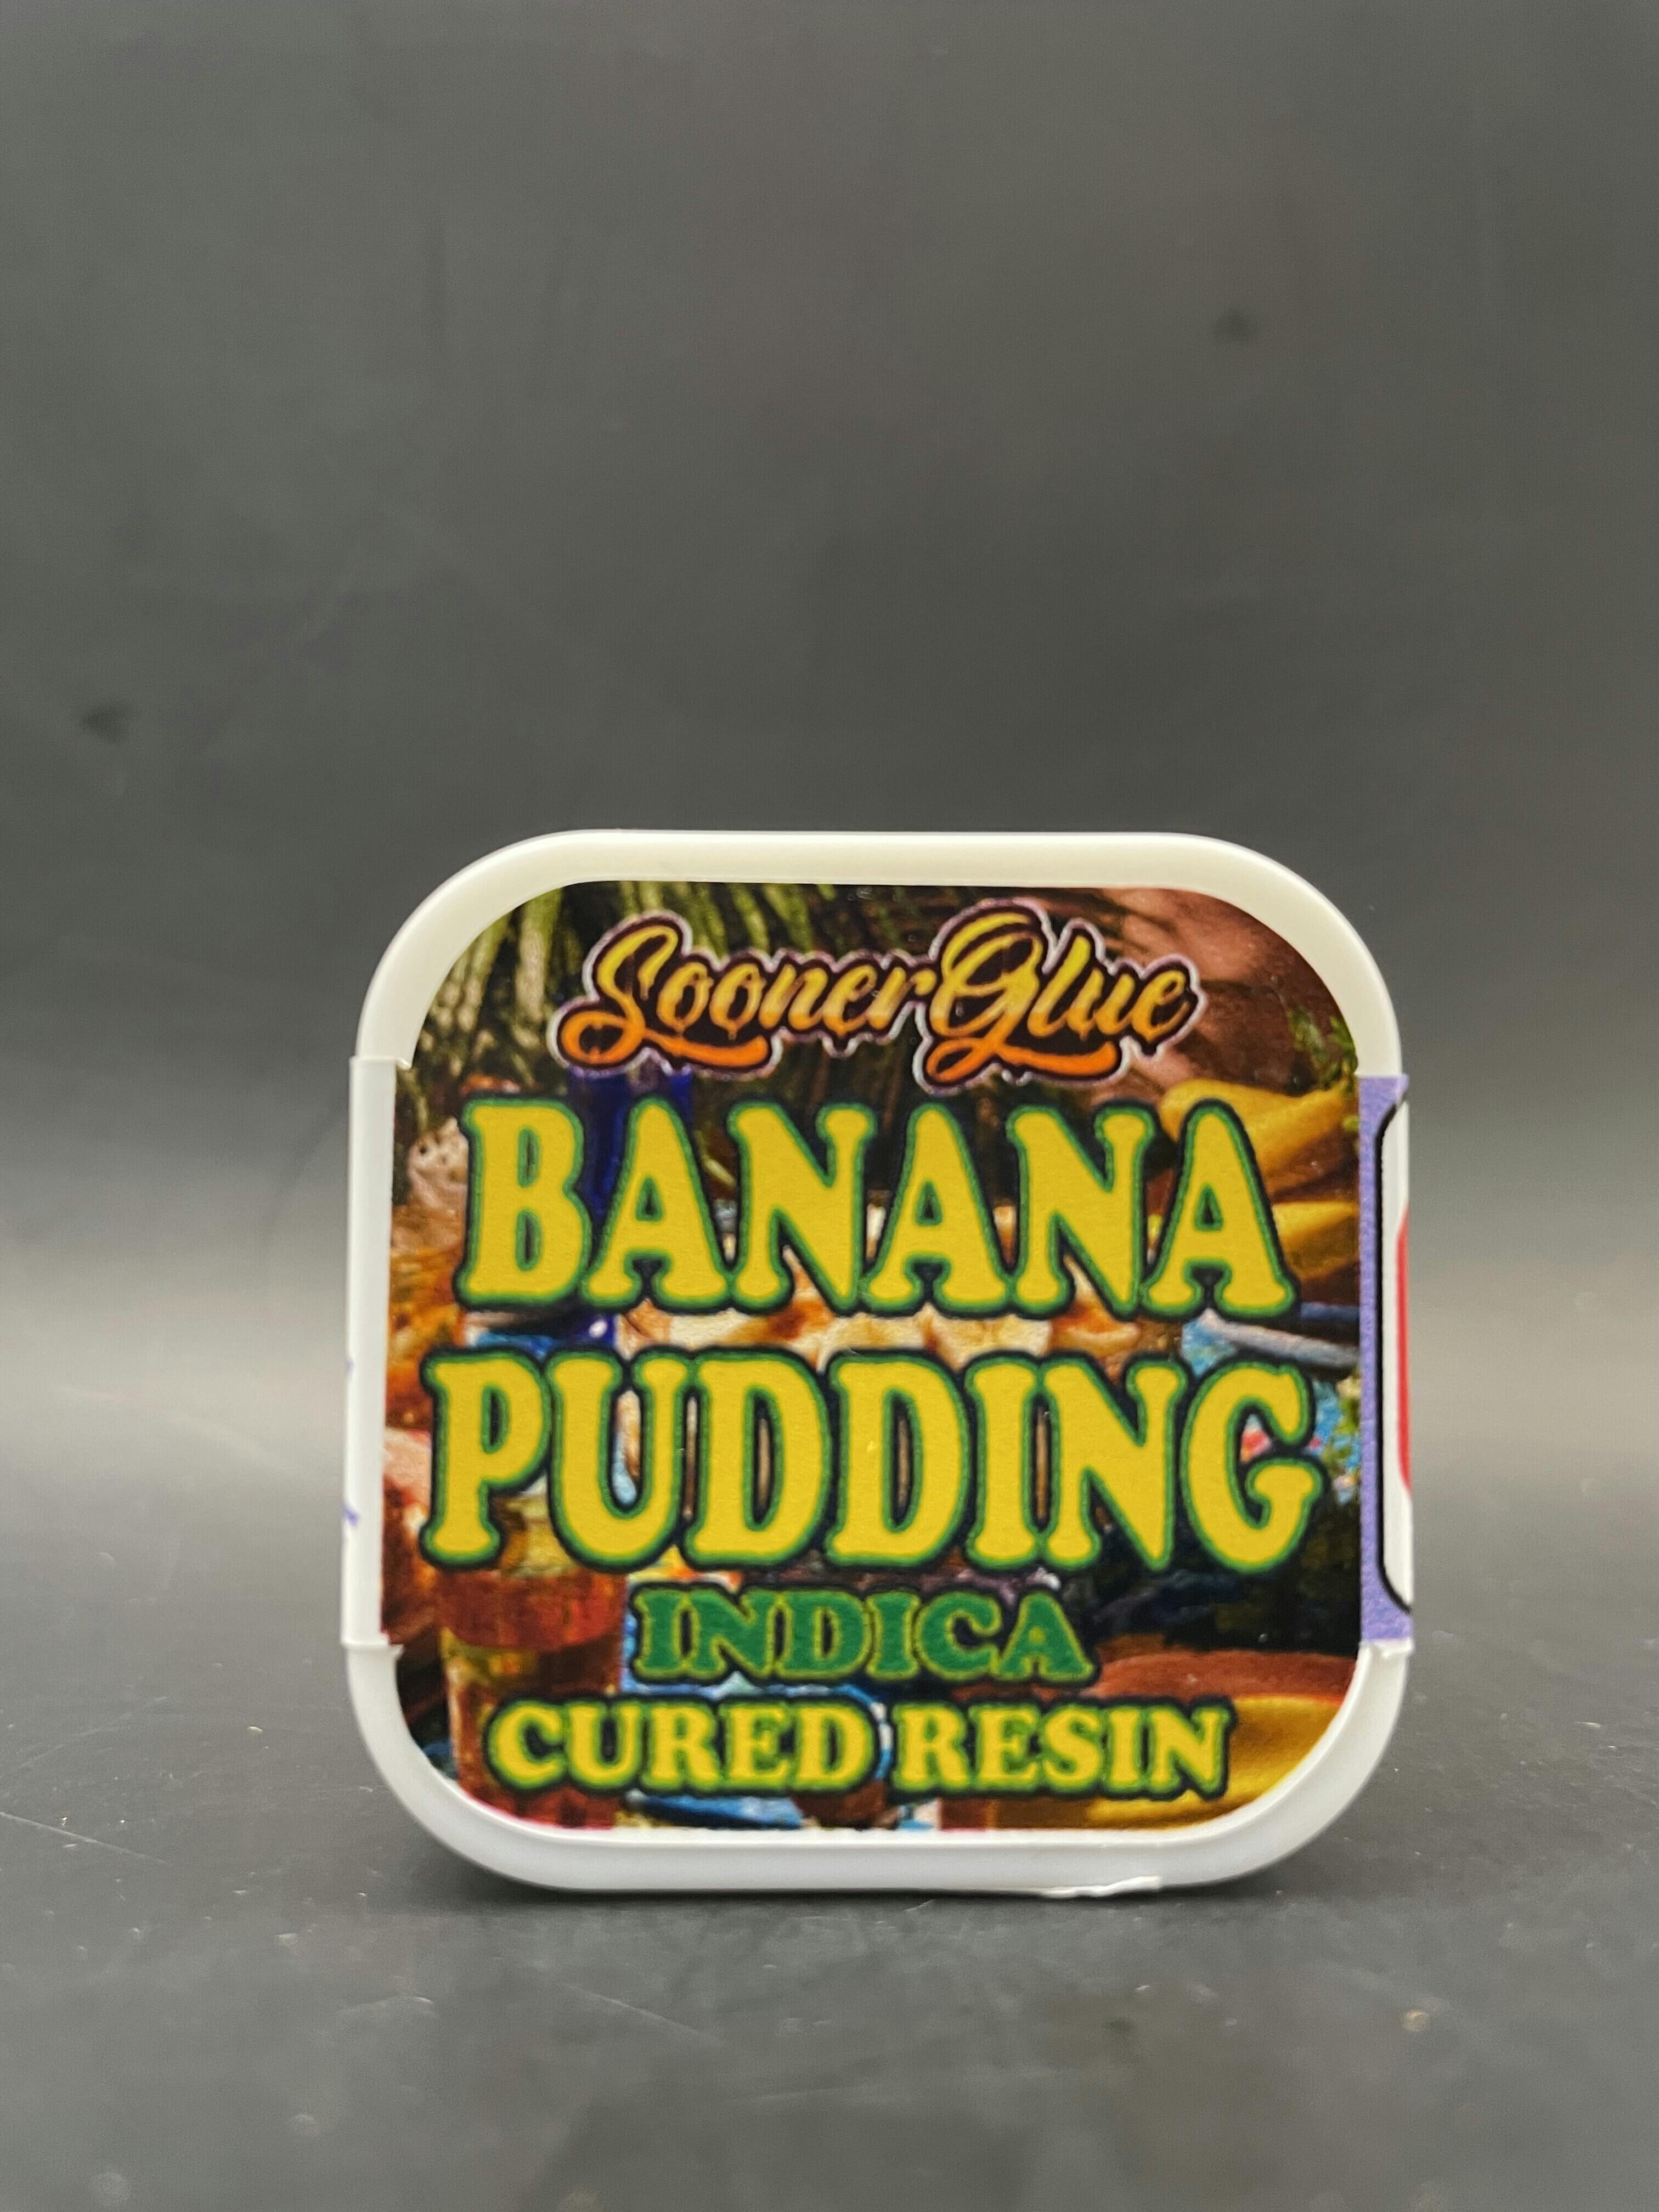 SoonerGlue
BANANA
PUDDING
INDICA
CURED RESIN